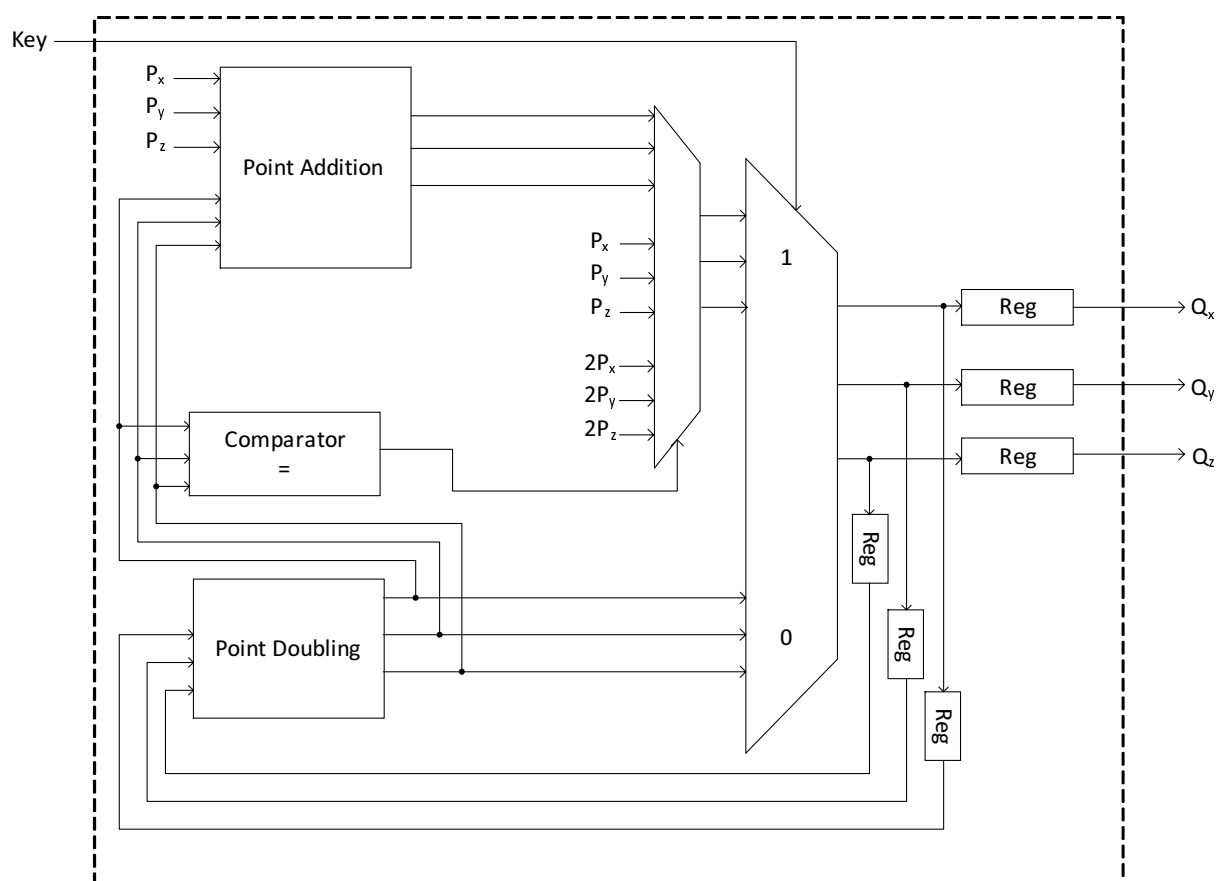 Key
Px
Py
Pz
Point Addition
Px
Py
Pz
2Px
2Py
2Pz
1
0
Reg
Qx
Reg
Qy
Reg
Qz
Comparator
=
Point Doubling
Reg
Reg
Reg